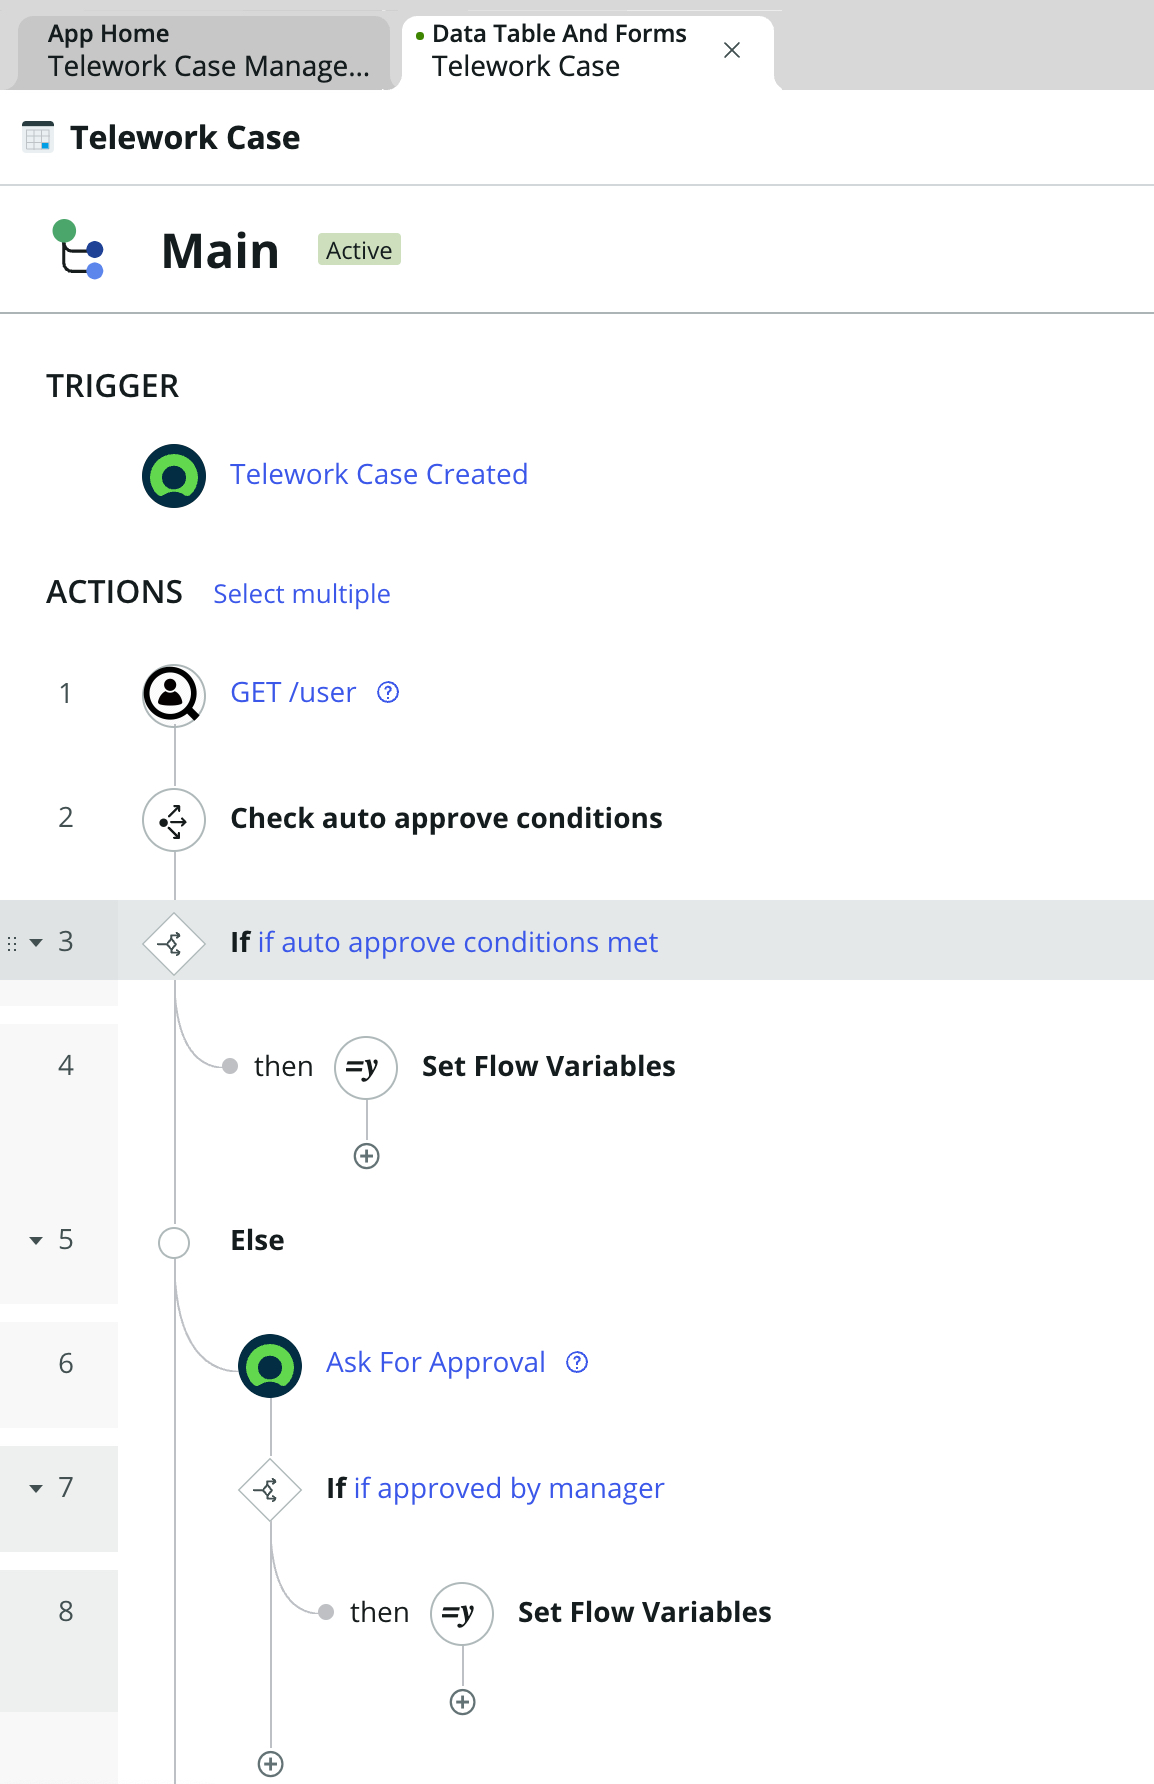 App Home
Telework Case Manage...
Data Table And Forms
Telework Case
Telework Case
Main
Active
TRIGGER
Telework Case Created
ACTIONS
Select multiple
1
GET /user
2
Check auto approve conditions
3
If if auto approve conditions met
4
then
=y
Set Flow Variables
5
Else
6
Ask For Approval
7
If if approved by manager
8
then
=y
Set Flow Variables